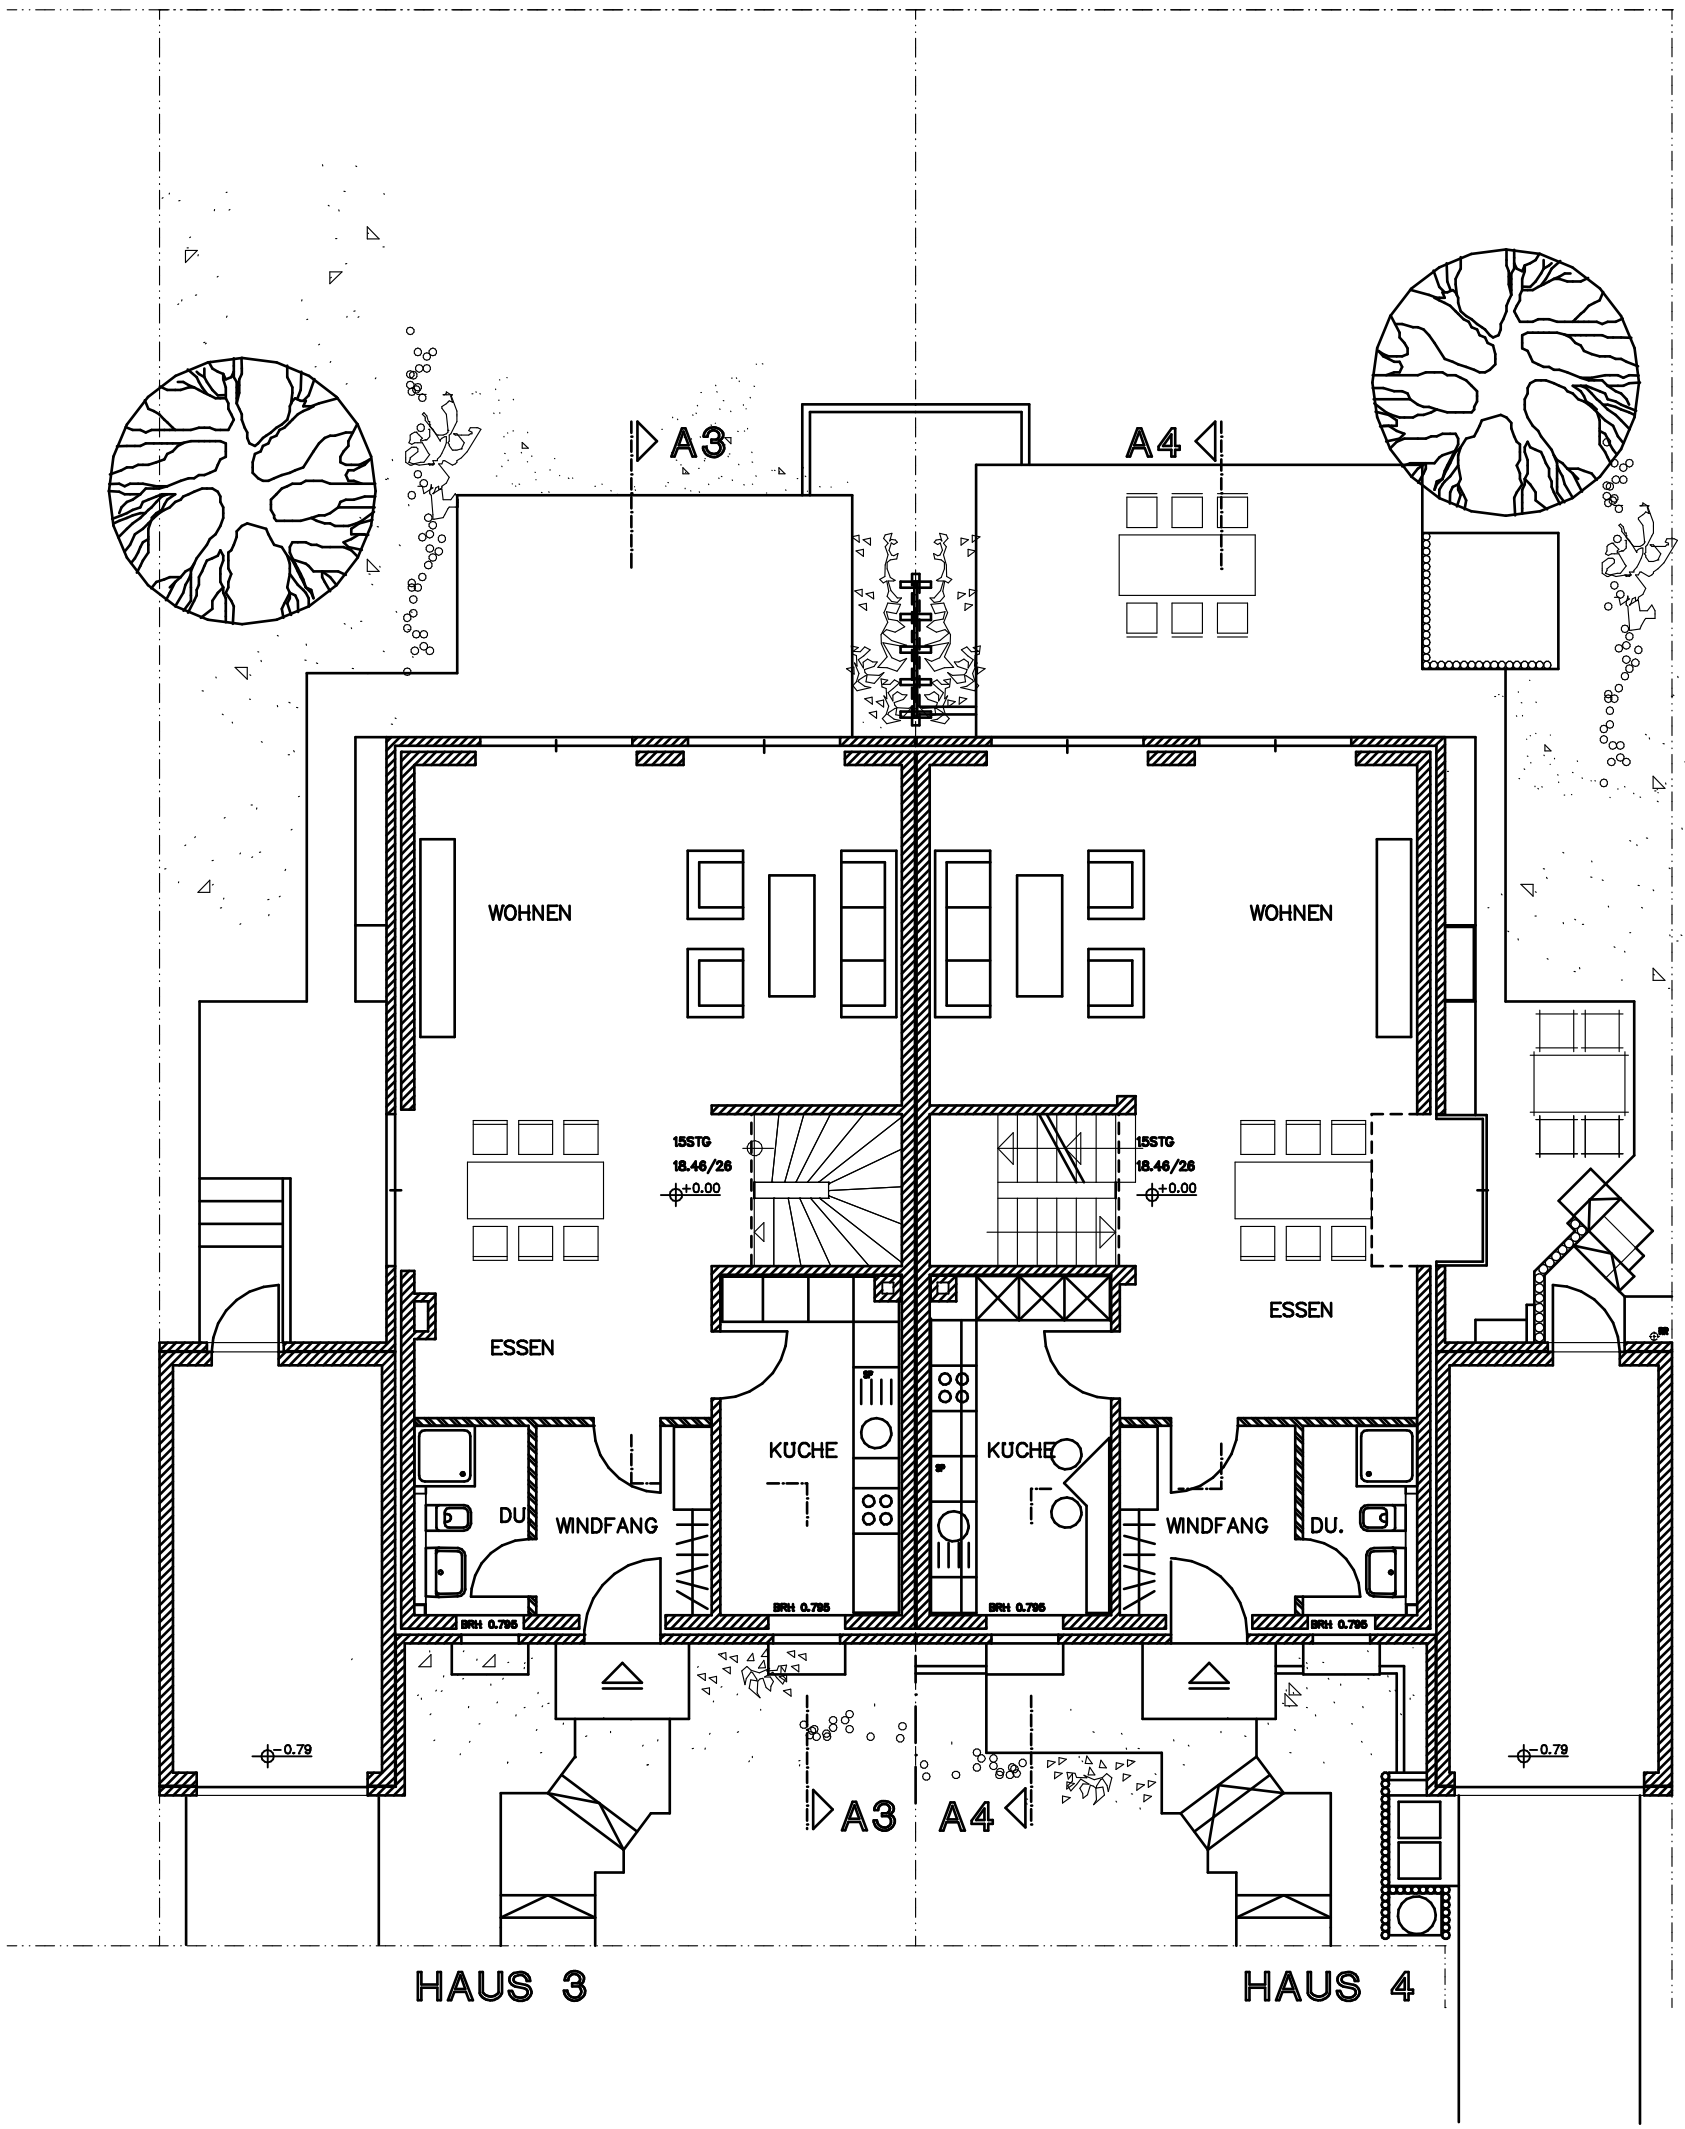 A3
A4
WOHNEN
WOHNEN
15STG
18.46/26
+0.00
15STG
18.46/26
+0.00
ESSEN
ESSEN
SP
KÜCHE
KÜCHE
SP
DU
WINDFANG
WINDFANG
DU.
BRH 0.795
BRH 0.795
BRH 0.795
BRH 0.795
-0.79
-0.79
A3
A4
HAUS 3
HAUS 4